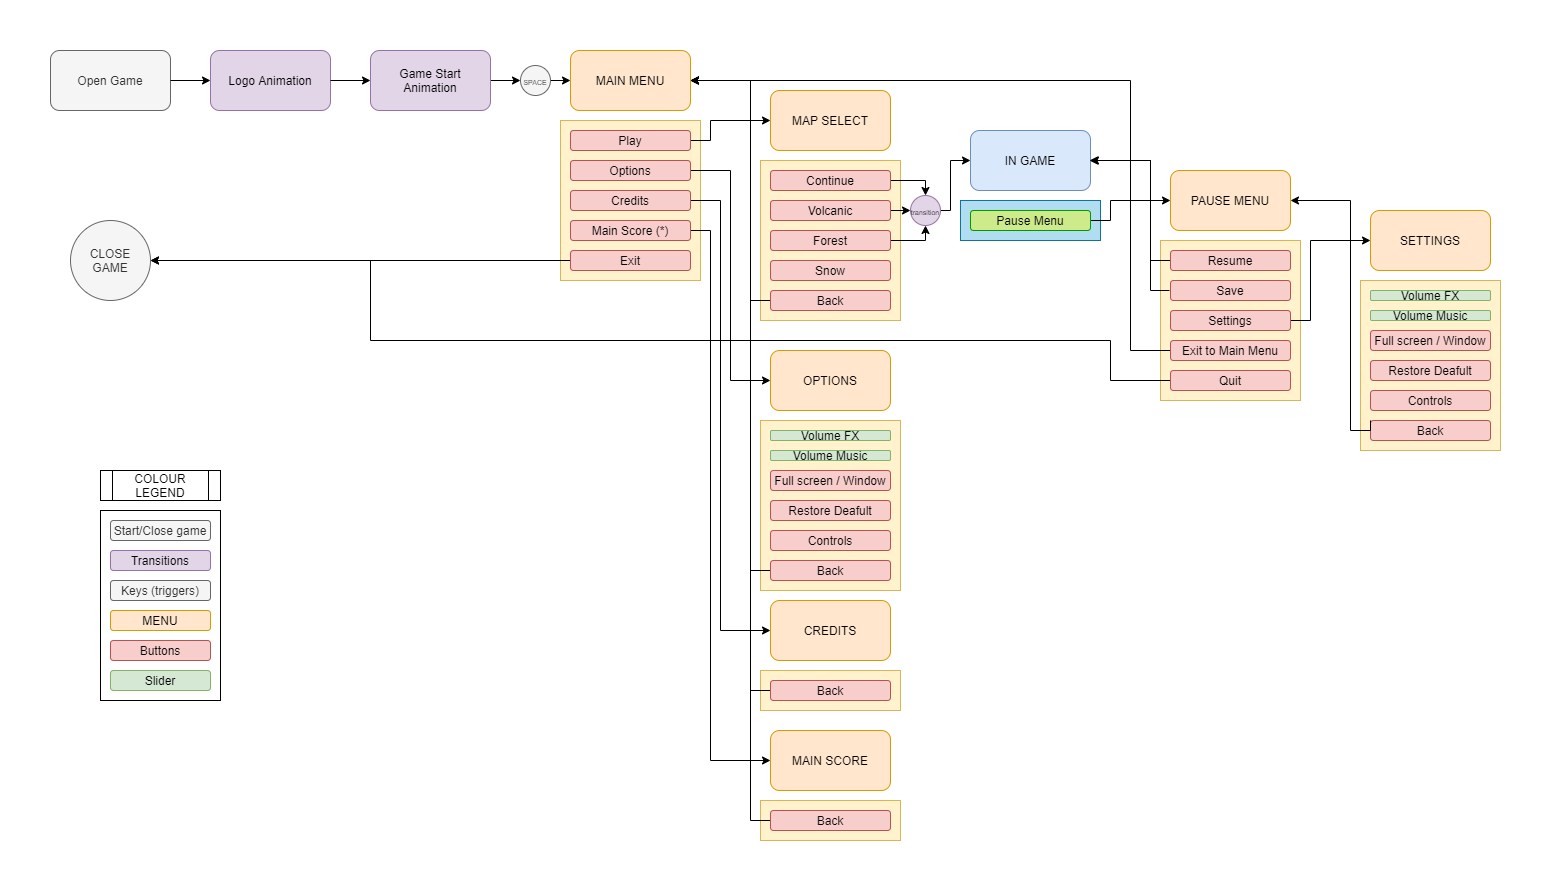 Open Game
Logo Animation
Game Start
Animation
SPACE
MAIN MENU
Play
Options
Credits
Main Score (*)
Exit
CLOSE
GAME
MAP SELECT
Continue
Volcanic
Forest
Snow
Back
transition
IN GAME
Pause Menu
PAUSE MENU
Resume
Save
Settings
Exit to Main Menu
Quit
SETTINGS
Volume FX
Volume Music
Full screen / Window
Restore Deafult
Controls
Back
OPTIONS
Volume FX
Volume Music
Full screen / Window
Restore Deafult
Controls
Back
CREDITS
Back
MAIN SCORE
Back
COLOUR
LEGEND
Start/Close game
Transitions
Keys (triggers)
MENU
Buttons
Slider